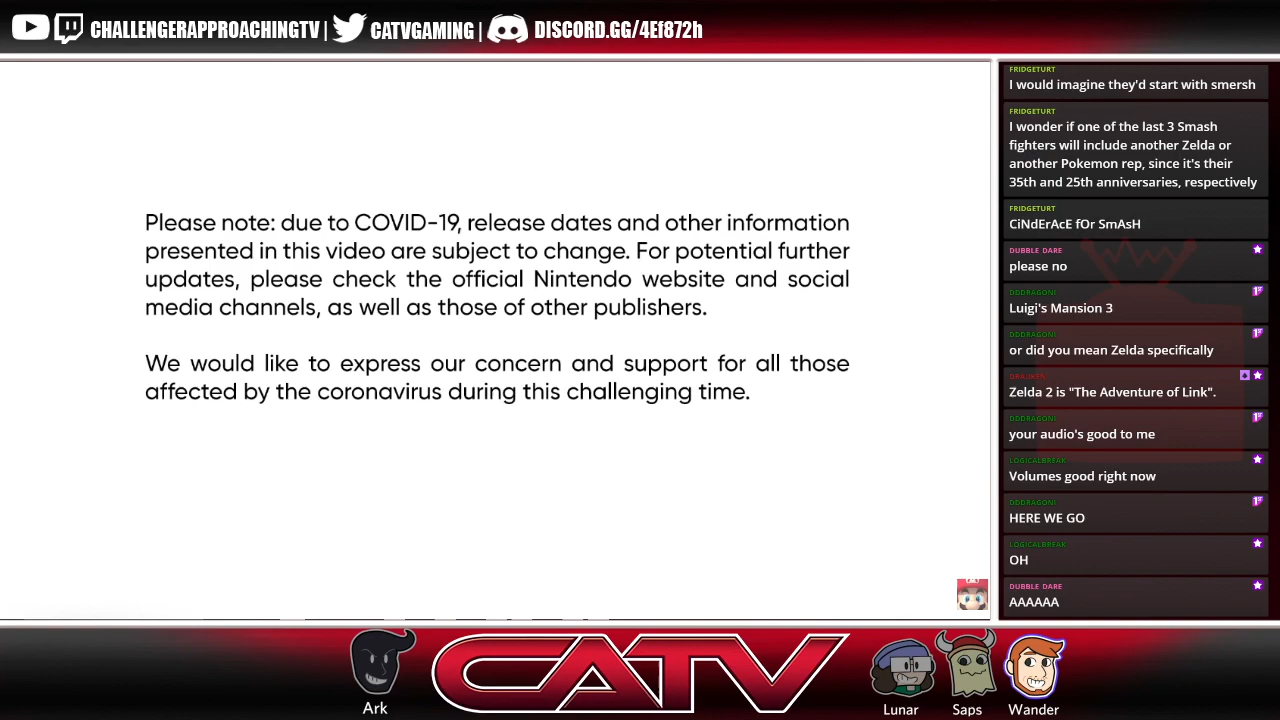 CHALLENGERAPPROACHINGTV | CATVGAMING | DISCORD.GG/4Ef872h
Please note: due to COVID-19, release dates and other information
presented in this video are subject to change. For potential further
updates, please check the official Nintendo website and social
media channels, as well as those of other publishers.
We would like to express our concern and support for all those
affected by the coronavirus during this challenging time.
FRIDGETURT
I would imagine they'd start with smersh
FRIDGETURT
I wonder if one of the last 3 Smash
fighters will include another Zelda or
another Pokemon rep, since it's their
35th and 25th anniversaries, respectively
FRIDGETURT
CiNdErAcE fOr SmAsH
DUBBLE DARE
please no
DDDRAGONI
Luigi's Mansion 3
DDDRAGONI
or did you mean Zelda specifically
DRAUKEN
Zelda 2 is "The Adventure of Link".
DDDRAGONI
your audio's good to me
LOGICALBREAK
Volumes good right now
DDDRAGONI
HERE WE GO
LOGICALBREAK
OH
DUBBLE DARE
AAAAAA
CATV
Ark
Lunar
Saps
Wander